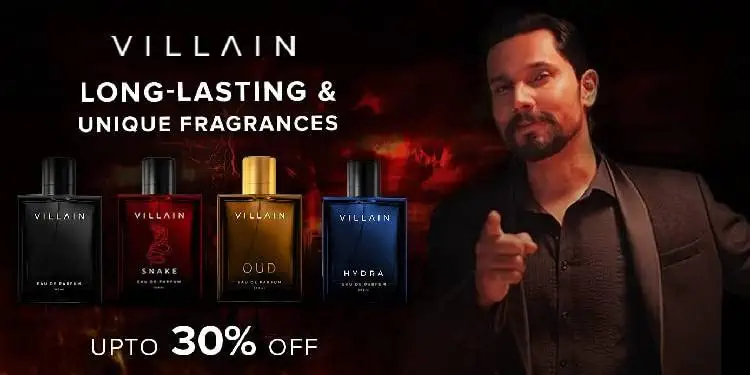 VILLAIN
LONG-LASTING &
UNIQUE FRAGRANCES
VILLAIN
EAU DE PARFUM
VILLAIN
SNAKE
EAU DE PARFUM
VILLAIN
OUD
EAU DE PARFUM
VILLAIN
HYDRA
EAU DE PARFUM
UPTO 30% OFF